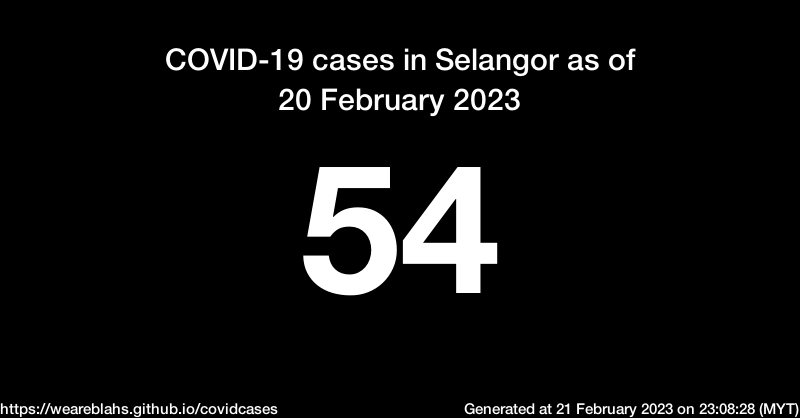 COVID-19 cases in Selangor as of
20 February 2023
54
https://weareblahs.github.io/covidcases
Generated at 21 February 2023 on 23:08:28 (MYT)